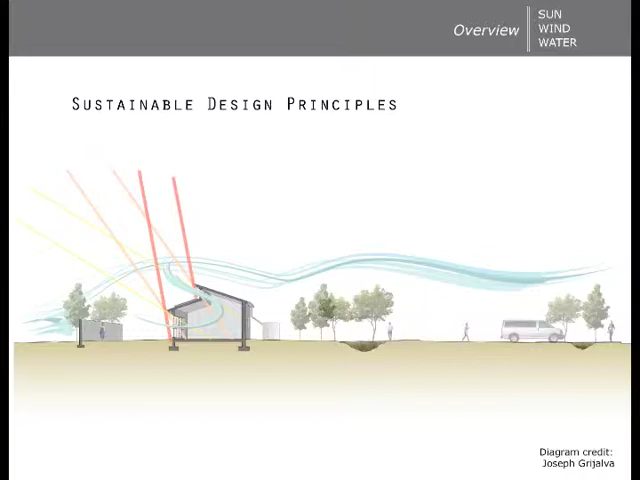 Overview
SUN
WIND
WATER
Sustainable Design Principles
Diagram credit:
Joseph Grijalva